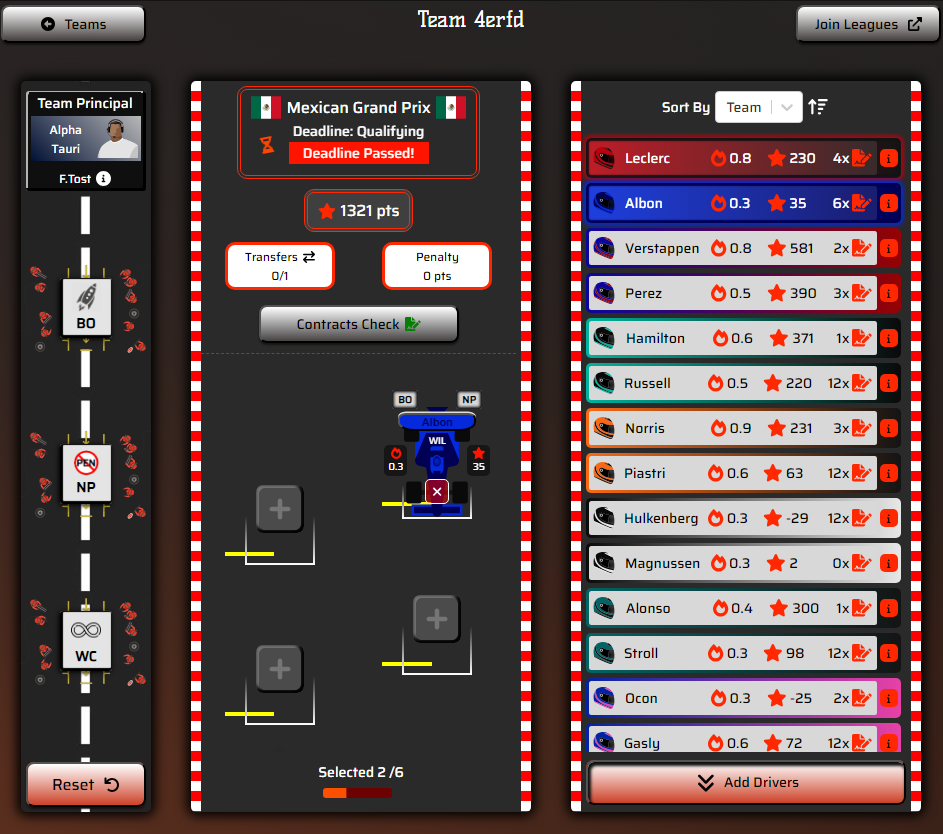 Teams
Team 4erfd
Join Leagues
Team Principal
Alpha
Tauri
F.Tost
BO
PEN
NP
WC
Reset
Mexican Grand Prix
Deadline: Qualifying
Deadline Passed!
1321 pts
Transfers
0/1
Penalty
0 pts
Contracts Check
BO NP
Albon
WIL
0.3 35
Selected 2 /6
Sort By Team
Leclerc 0.8 230 4x
Albon 0.3 35 6x
Verstappen 0.8 581 2x
Perez 0.5 390 3x
Hamilton 0.6 371 1x
Russell 0.5 220 12x
Norris 0.9 231 3x
Piastri 0.6 63 12x
Hulkenberg 0.3 -29 12x
Magnussen 0.3 2 0x
Alonso 0.4 300 1x
Stroll 0.3 98 12x
Ocon 0.3 -25 2x
Gasly 0.6 72 12x
Add Drivers